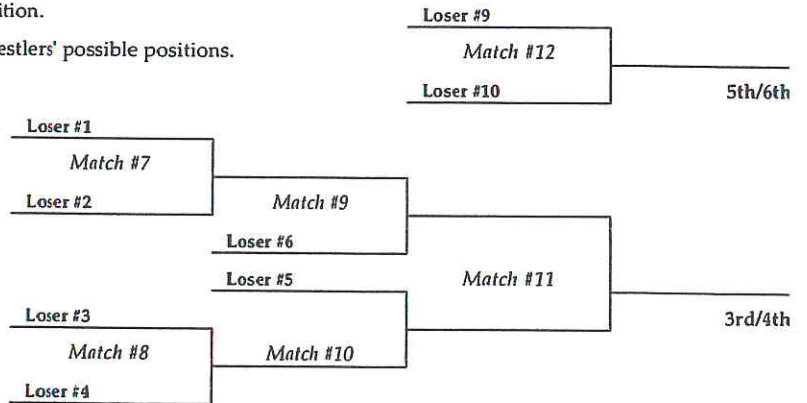 ition.
estlers' possible positions.
Loser #9
Match #12
Loser #10
5th/6th
Loser #1
Match #7
Loser #2
Match #9
Loser #6
Loser #5
Match #11
3rd/4th
Loser #3
Match #8
Match #10
Loser #4